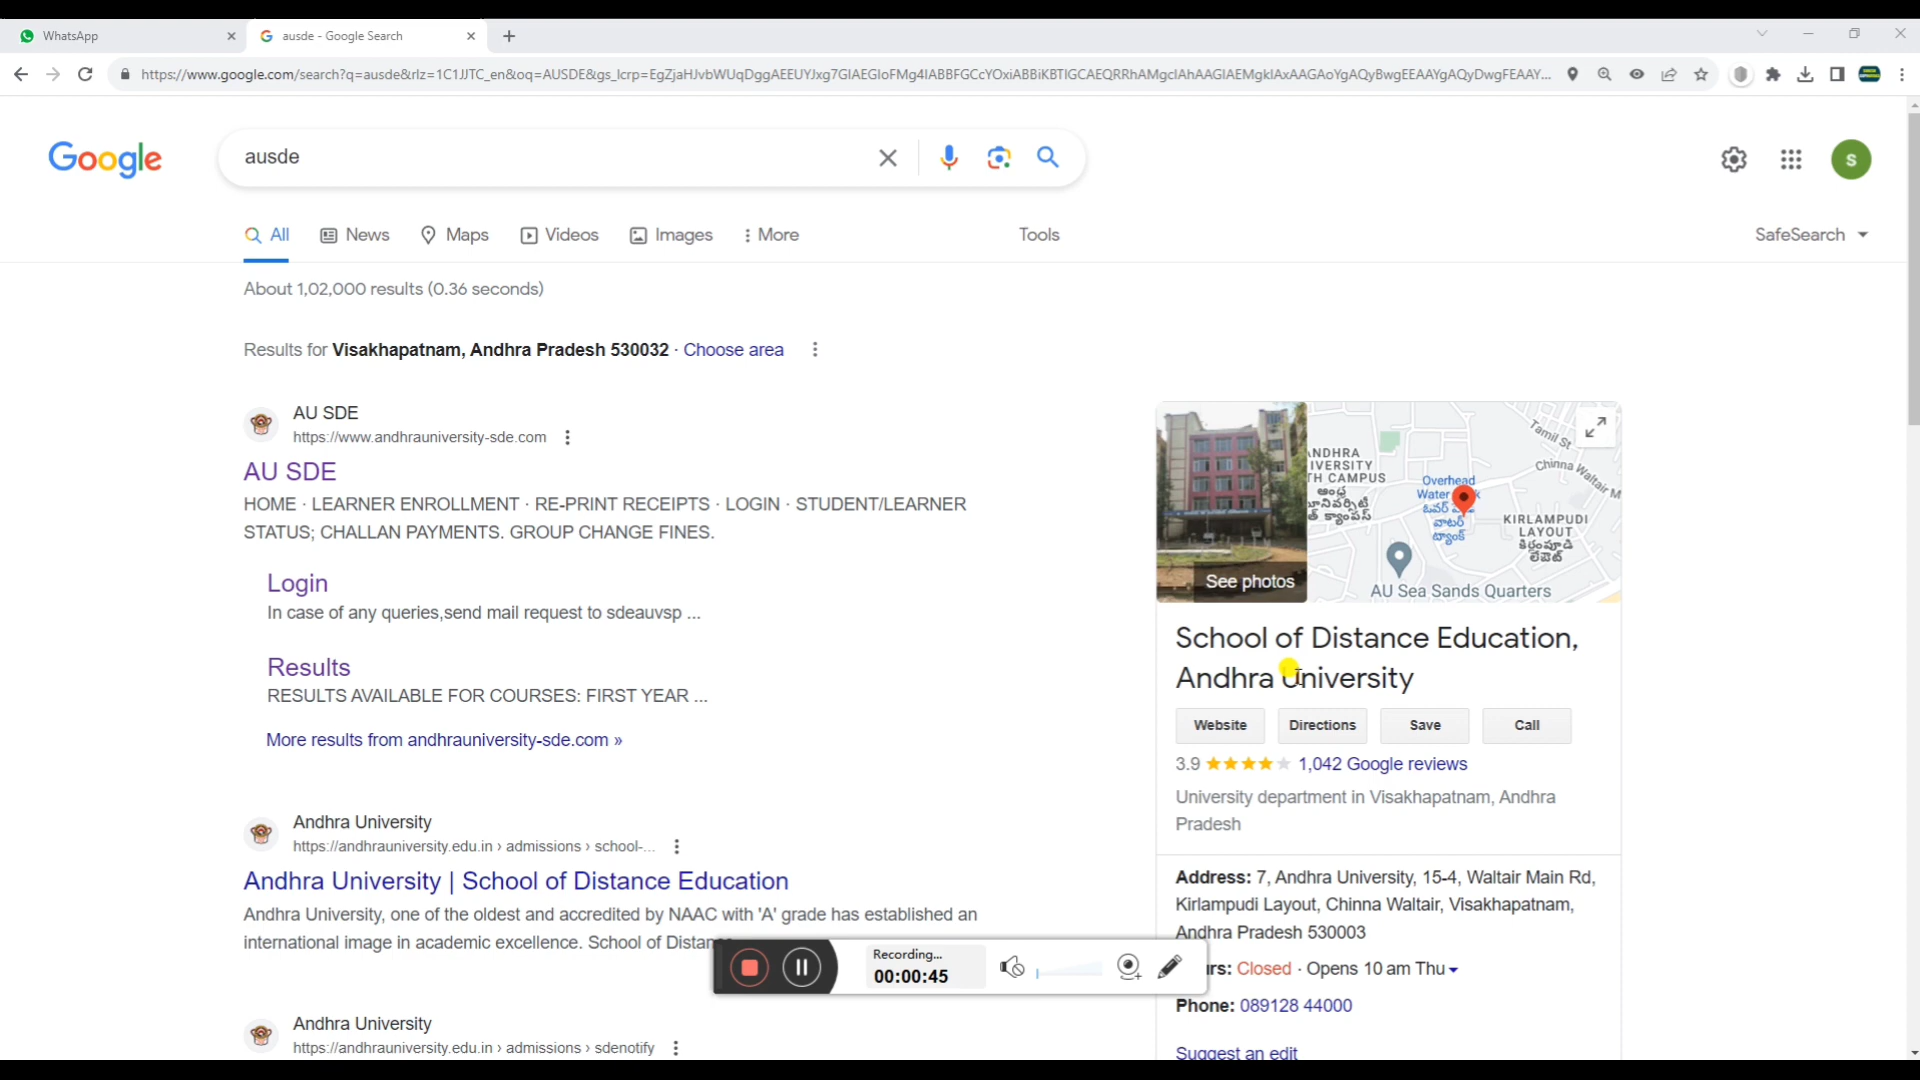 WhatsApp
ausde - Google Search
https://www.google.com/search?q=ausde&rlz=1C1JJTC_en&oq=AUSDE&gs_lcrp=
Google
ausde
S
All
News
Maps
Videos
Images
More
Tools
SafeSearch
About 1,02,000 results (0.36 seconds)
Results for Visakhapatnam, Andhra Pradesh 530032 · Choose area
AU SDE
https://www.andhrauniversity-sde.com
AU SDE
HOME · LEARNER ENROLLMENT · RE-PRINT RECEIPTS · LOGIN · STUDENT/LEARNER
STATUS; CHALLAN PAYMENTS. GROUP CHANGE FINES.
Login
In case of any queries,send mail request to sdeauvsp ...
Results
RESULTS AVAILABLE FOR COURSES: FIRST YEAR ...
More results from andhrauniversity-sde.com »
Andhra University
https://andhrauniversity.edu.in › admissions › school-...
Andhra University | School of Distance Education
Andhra University, one of the oldest and accredited by NAAC with 'A' grade has established an
international image in academic excellence. School of
Andhra University
https://andhrauniversity.edu.in › admissions › sdenotify
Recording...
00:00:45
See photos
Tamil St
Chinna Waltair
Overhead
KIRLAMPUDI
LAYOUT
AU Sea Sands Quarters
School of Distance Education,
Andhra University
Website
Directions
Save
Call
3.9
1,042 Google reviews
University department in Visakhapatnam, Andhra
Pradesh
Address: 7, Andhra University, 15-4, Waltair Main Rd,
Kirlampudi Layout, Chinna Waltair, Visakhapatnam,
Andhra Pradesh 530003
Closed · Opens 10 am Thu
Phone: 089128 44000
Suggest an edit